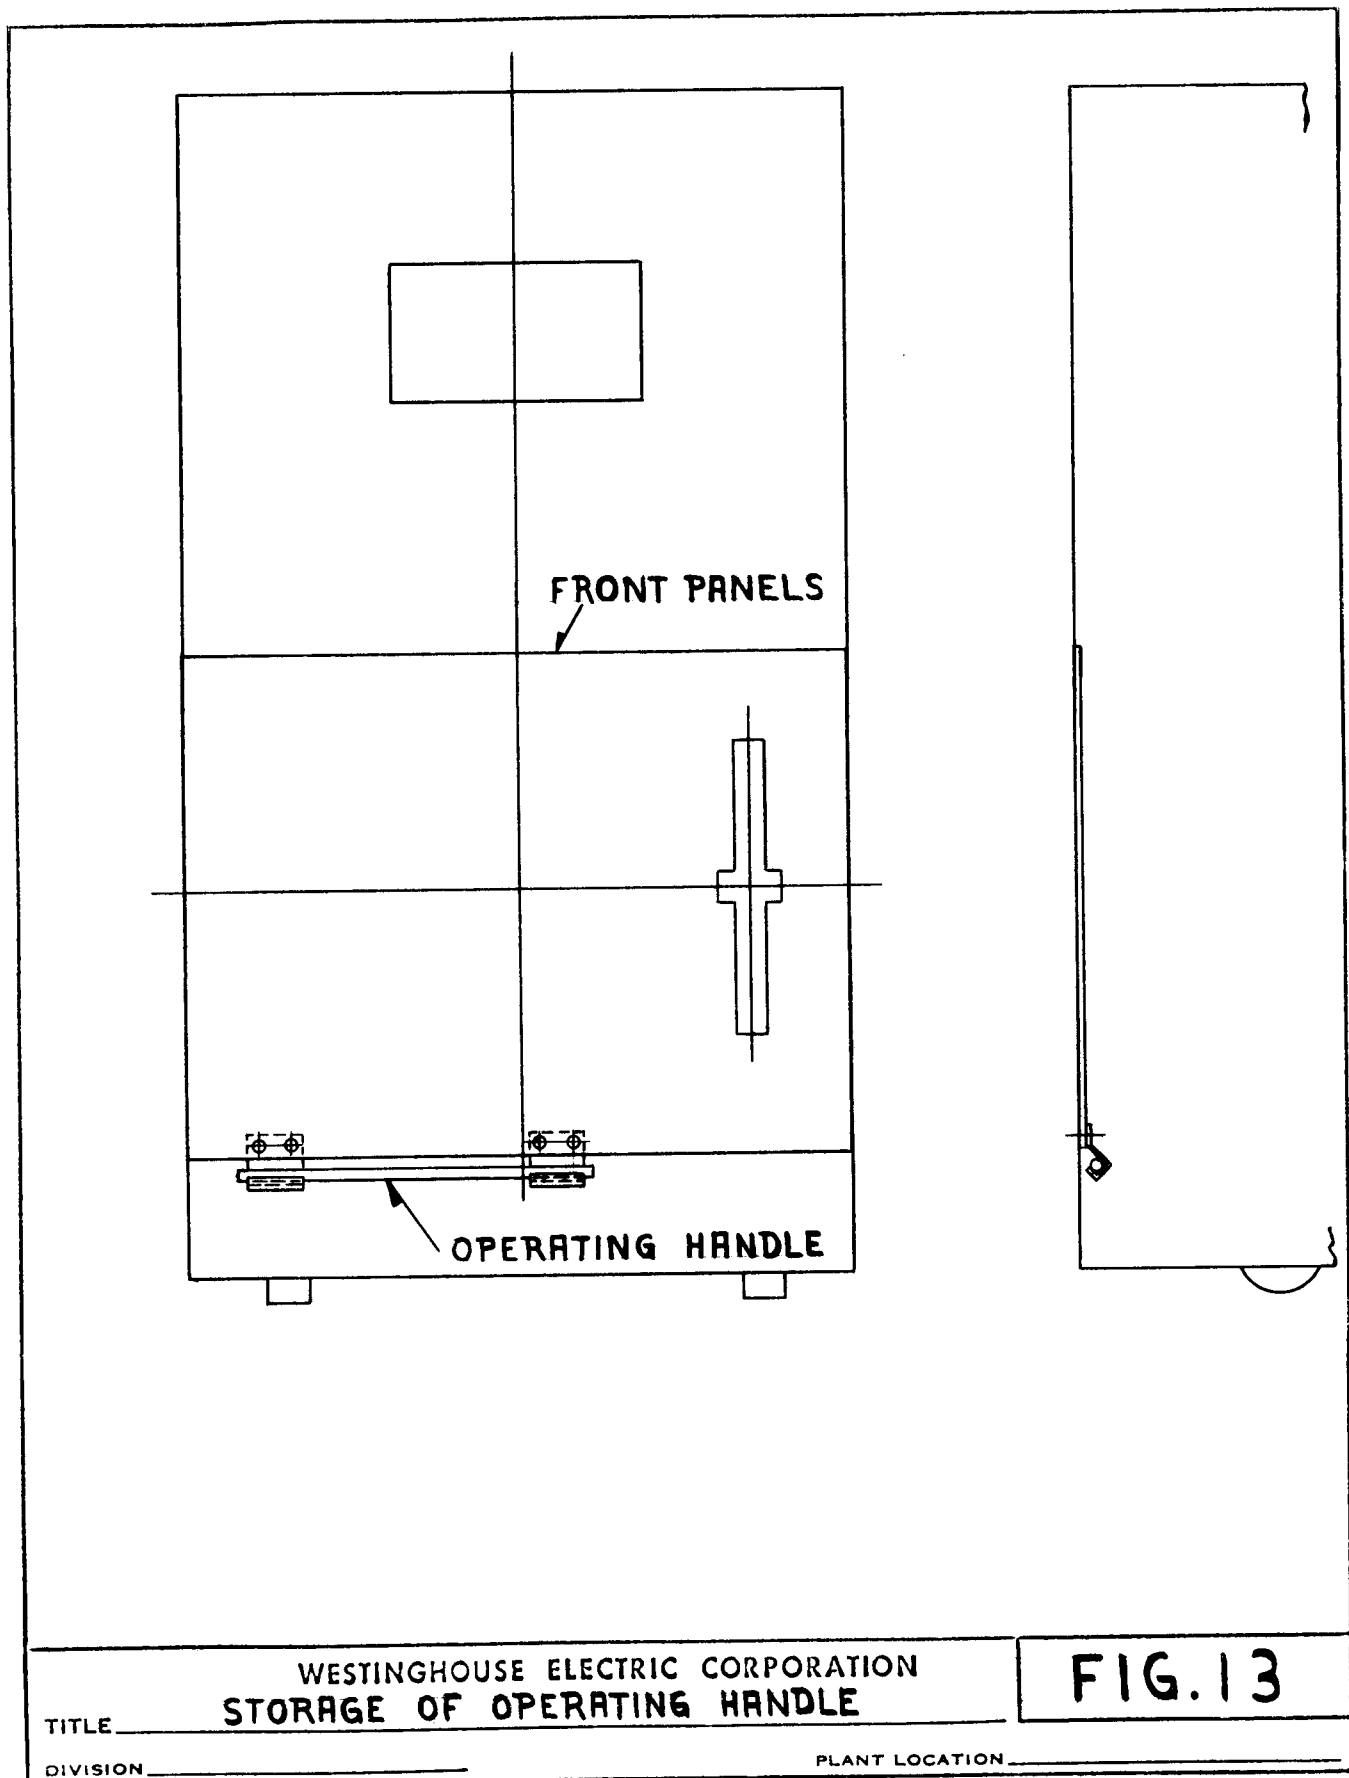 FRONT PANELS
OPERATING HANDLE
WESTINGHOUSE ELECTRIC CORPORATION
STORAGE OF OPERATING HANDLE
FIG. 13
TITLE
DIVISION
PLANT LOCATION